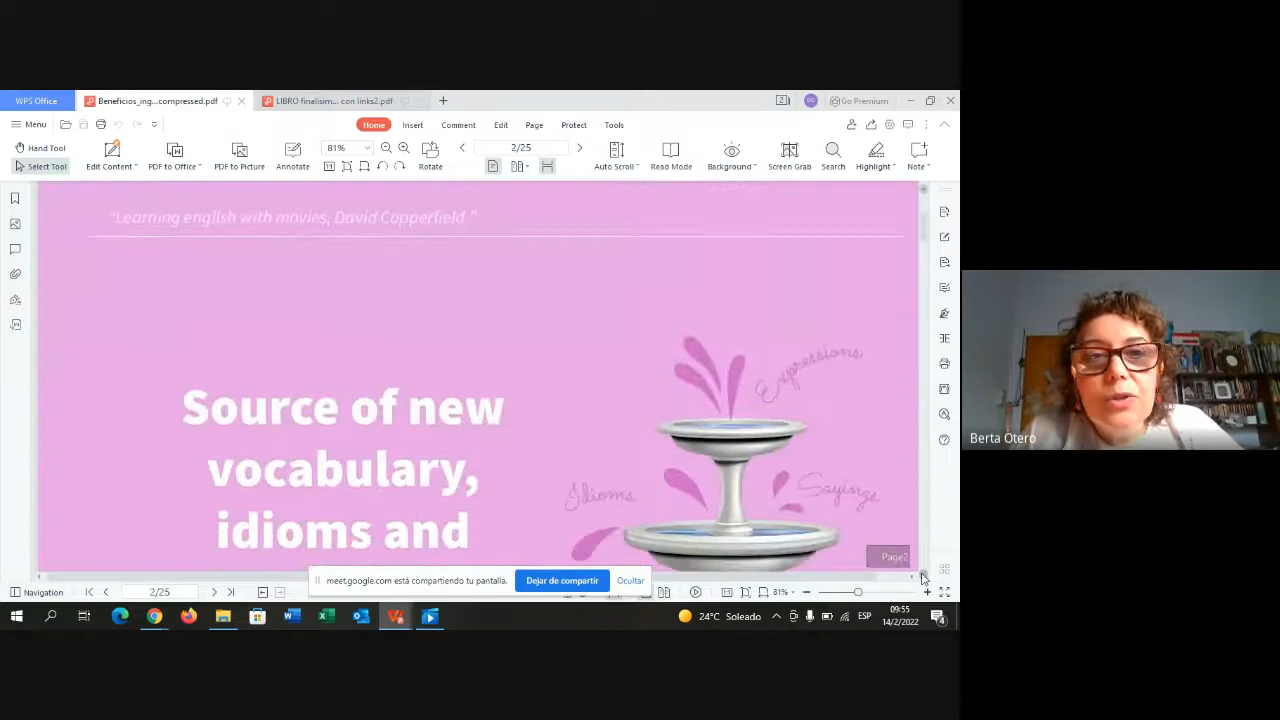 WPS Office
Beneficios_ing...compressed.pdf
LIBRO finalisim... con links2.pdf
Go Premium
Menu
Home
Insert
Comment
Edit
Page
Protect
Tools
Hand Tool
Select Tool
Edit Content
PDF to Office
PDF to Picture
Annotate
81%
Rotate
2/25
Auto Scroll
Read Mode
Background
Screen Grab
Search
Highlight
Note
"Learning english with movies, David Copperfield "
Source of new
vocabulary,
idioms and
Expressions
Idioms
Sayings
Page2
Berta Otero
meet.google.com está compartiendo tu pantalla.
Dejar de compartir
Ocultar
Navigation
2/25
81%
24°C Soleado
ESP
09:55
14/2/2022